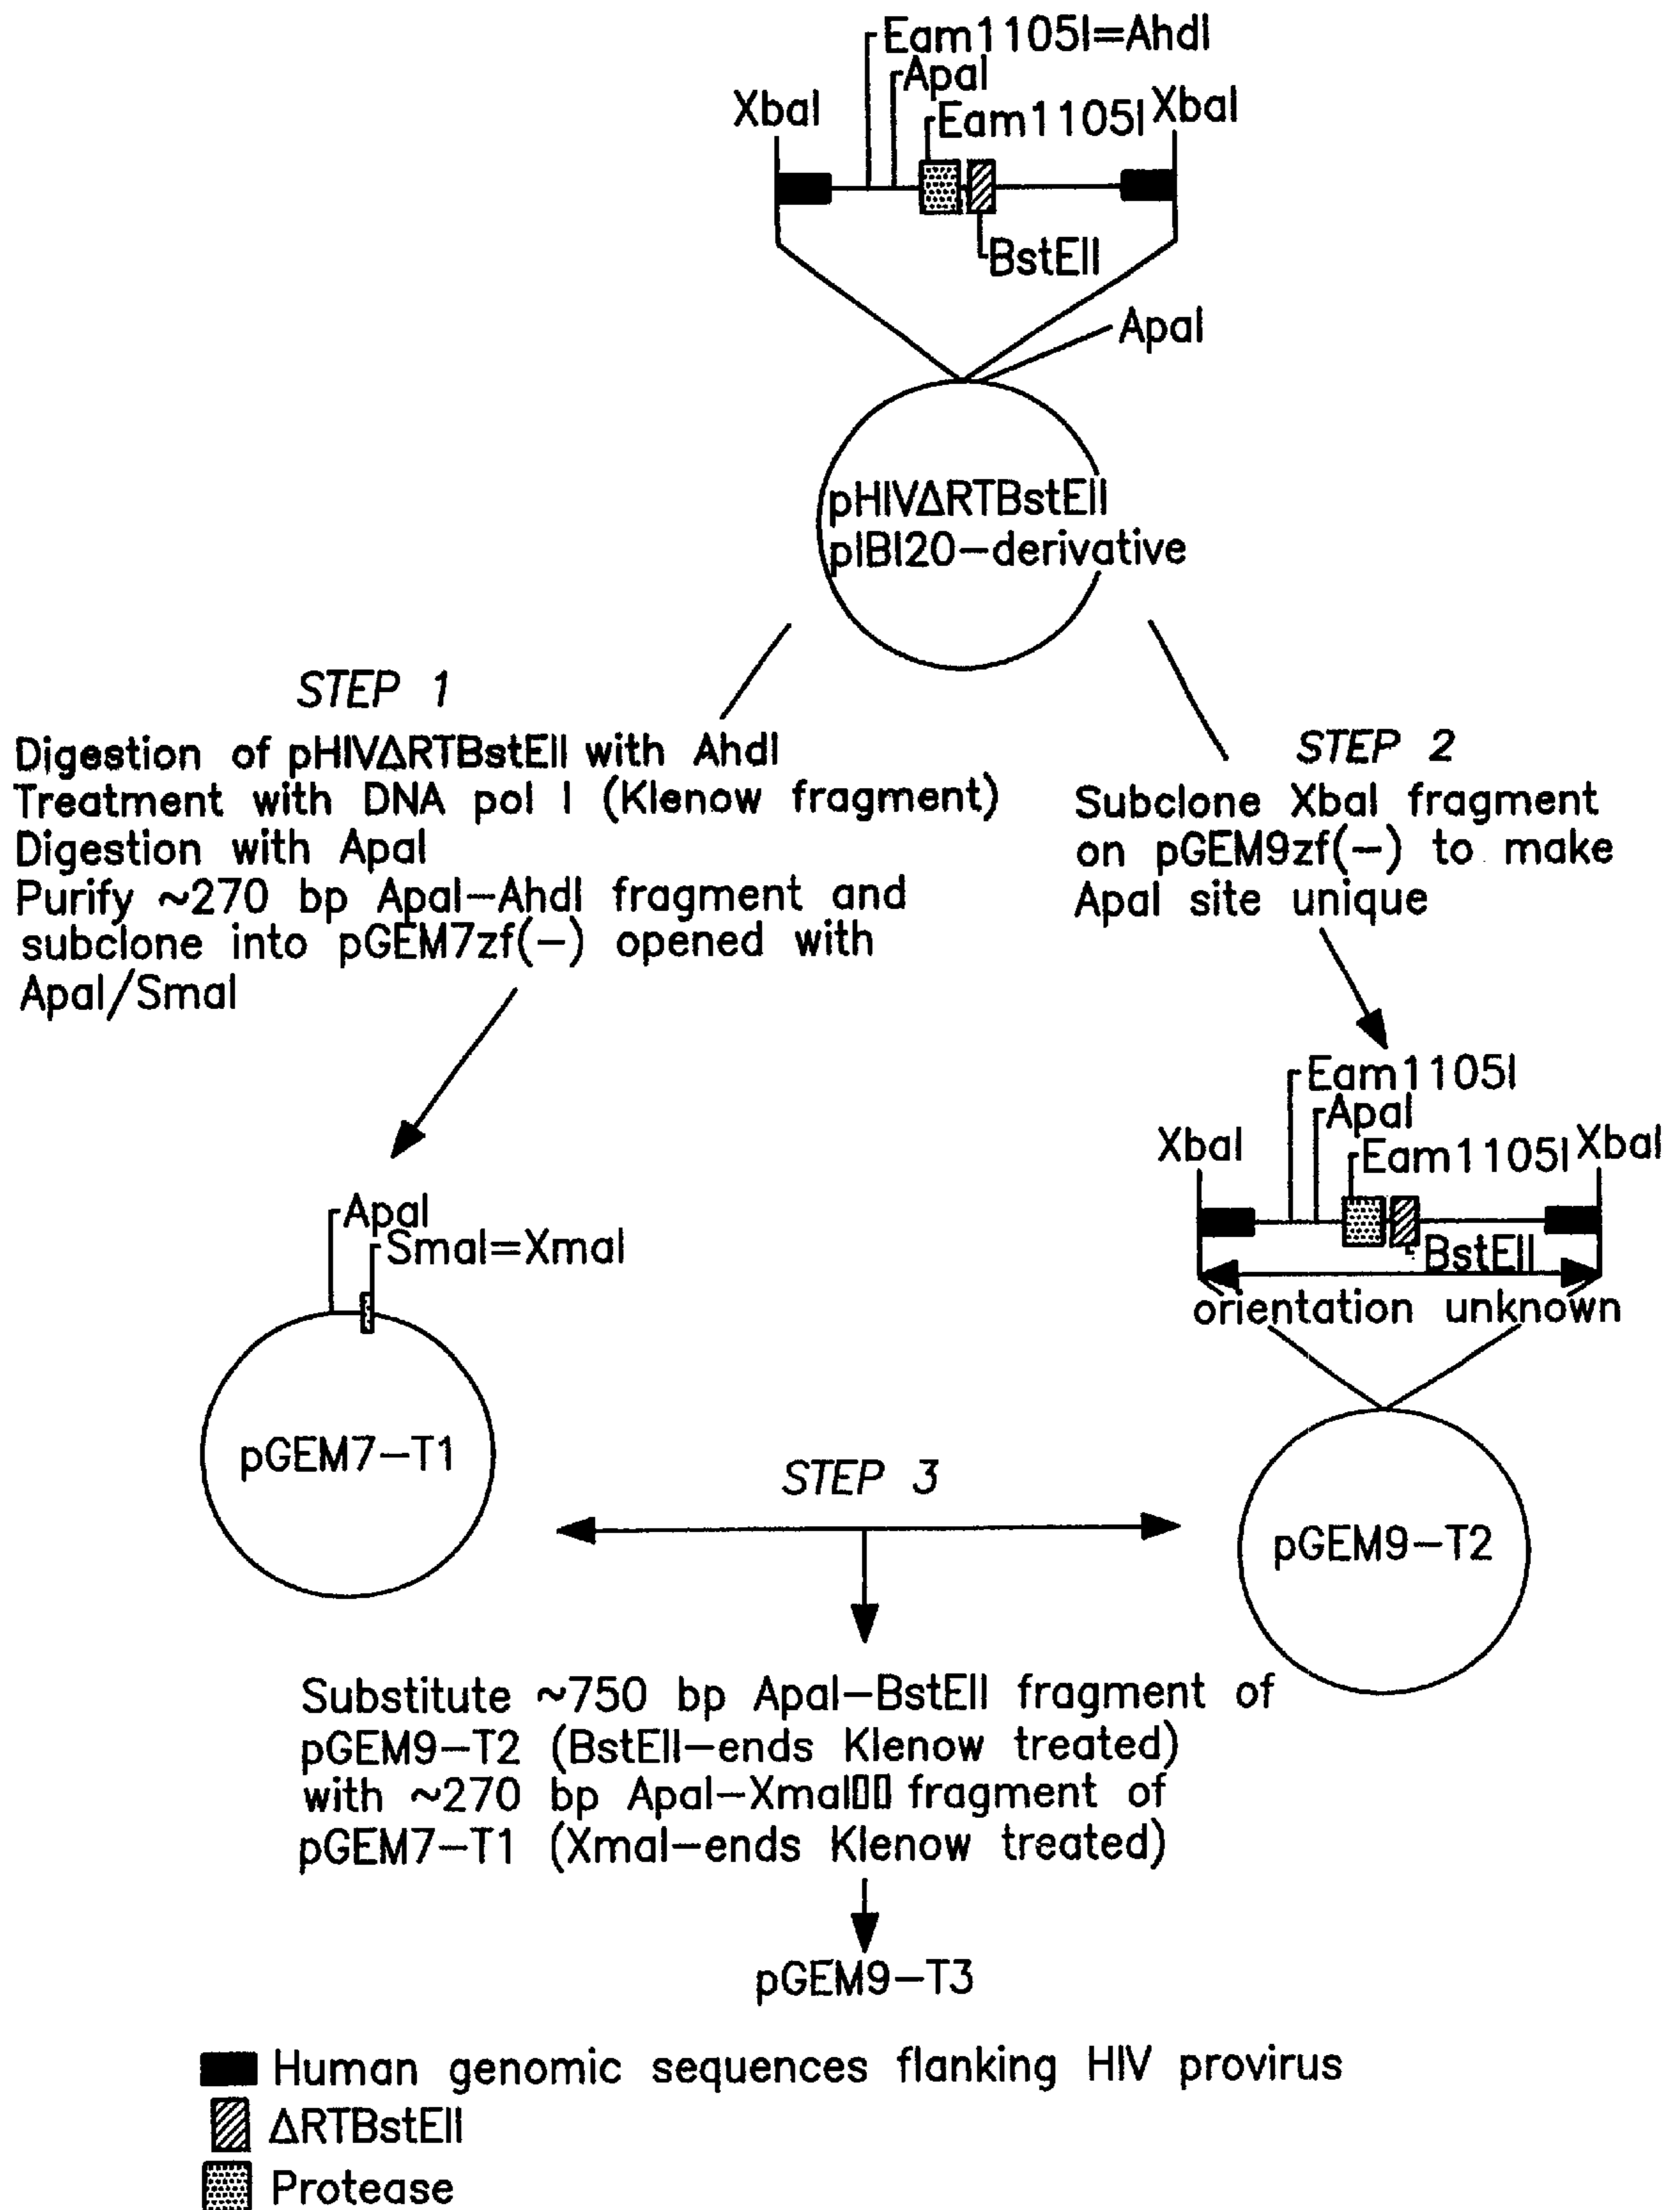 Eam1105I=AhdI
ApaI
XbaI
Eam1105I
XbaI
BstEII
ApaI
pHIVΔRTBstEII
pIBI20-derivative
STEP 1
Digestion of pHIVΔRTBstEII with AhdI
Treatment with DNA pol I (Klenow fragment)
Digestion with ApaI
Purify ~270 bp ApaI-AhdI fragment and
subclone into pGEM7zf(-) opened with
ApaI/SmaI
STEP 2
Subclone XbaI fragment
on pGEM9zf(-) to make
ApaI site unique
Eam1105I
ApaI
XbaI
Eam1105I
XbaI
BstEII
orientation unknown
ApaI
SmaI=XmaI
pGEM7-T1
pGEM9-T2
STEP 3
Substitute ~750 bp ApaI-BstEII fragment of
pGEM9-T2 (BstEII-ends Klenow treated)
with ~270 bp ApaI-XmaI▯▯ fragment of
pGEM7-T1 (XmaI-ends Klenow treated)
pGEM9-T3
Human genomic sequences flanking HIV provirus
ΔRTBstEII
Protease